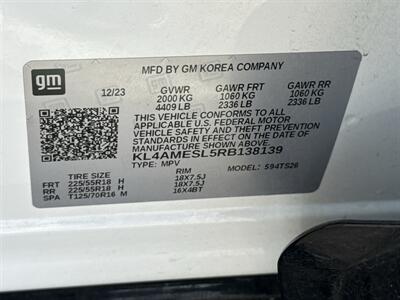 gm
MFD BY GM KOREA COMPANY
12/23 GVWR GAWR FRT GAWR RR
2000 KG 1060 KG 1060 KG
4409 LB 2336 LB 2336 LB
THIS VEHICLE CONFORMS TO ALL
APPLICABLE U.S. FEDERAL MOTOR
VEHICLE SAFETY AND THEFT PREVENTION
STANDARDS IN EFFECT ON THE DATE OF
MANUFACTURE SHOWN ABOVE.
KL4AMESL5RB138139
TYPE: MPV MODEL: 594TS26
TIRE SIZE RIM
FRT 225/55R18 H 18X7.5J
RR 225/55R18 H 18X7.5J
SPA T125/70R16 M 16X4BT